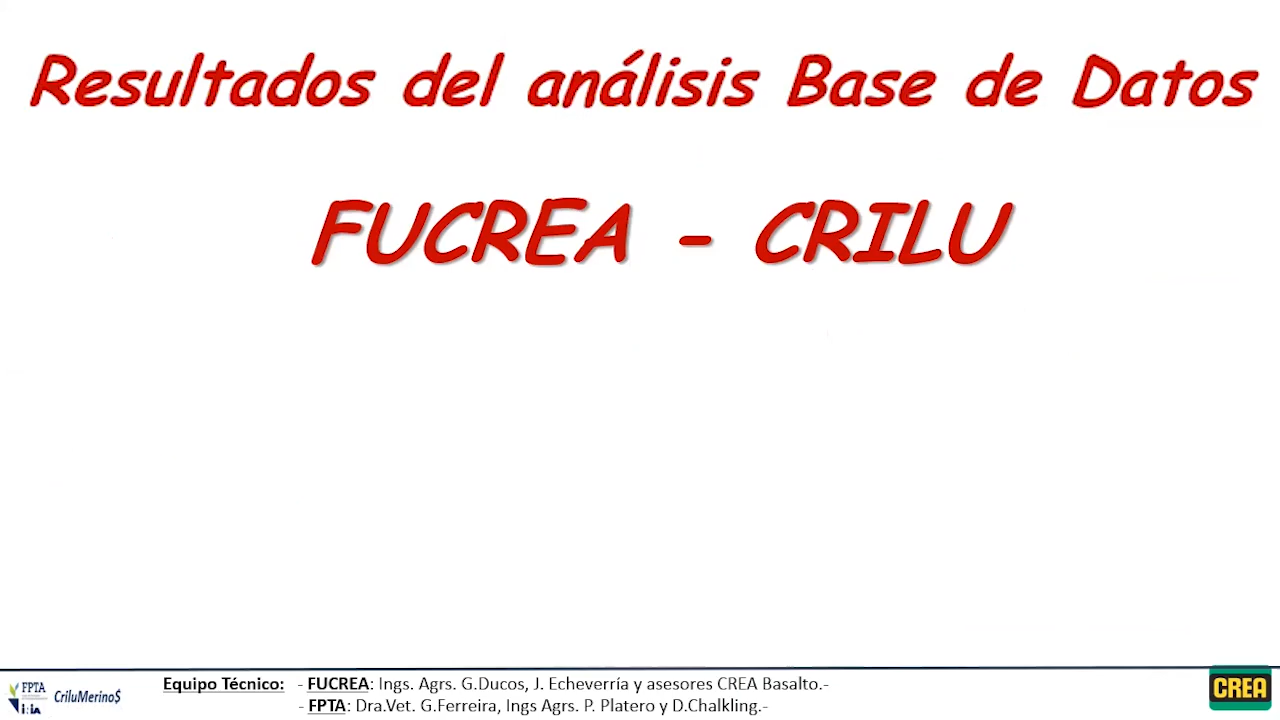 Resultados del análisis Base de Datos
FUCREA - CRILU
FPTA
inia
CriluMerino$
Equipo Técnico: - FUCREA: Ings. Agrs. G.Ducos, J. Echeverría y asesores CREA Basalto.-
- FPTA: Dra.Vet. G.Ferreira, Ings Agrs. P. Platero y D.Chalkling.-
CREA